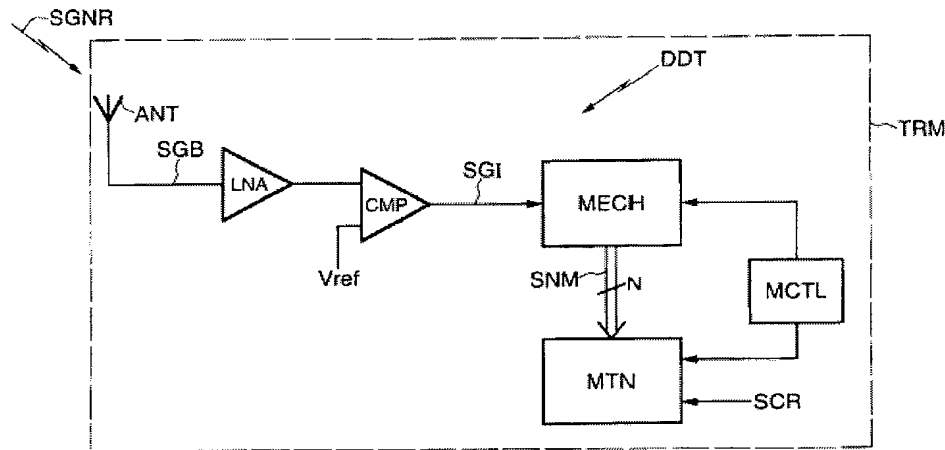 SGNR
DDT
ANT
TRM
SGB
LNA
CMP
SGI
MECH
Vref
SNM
N
MCTL
MTN
SCR